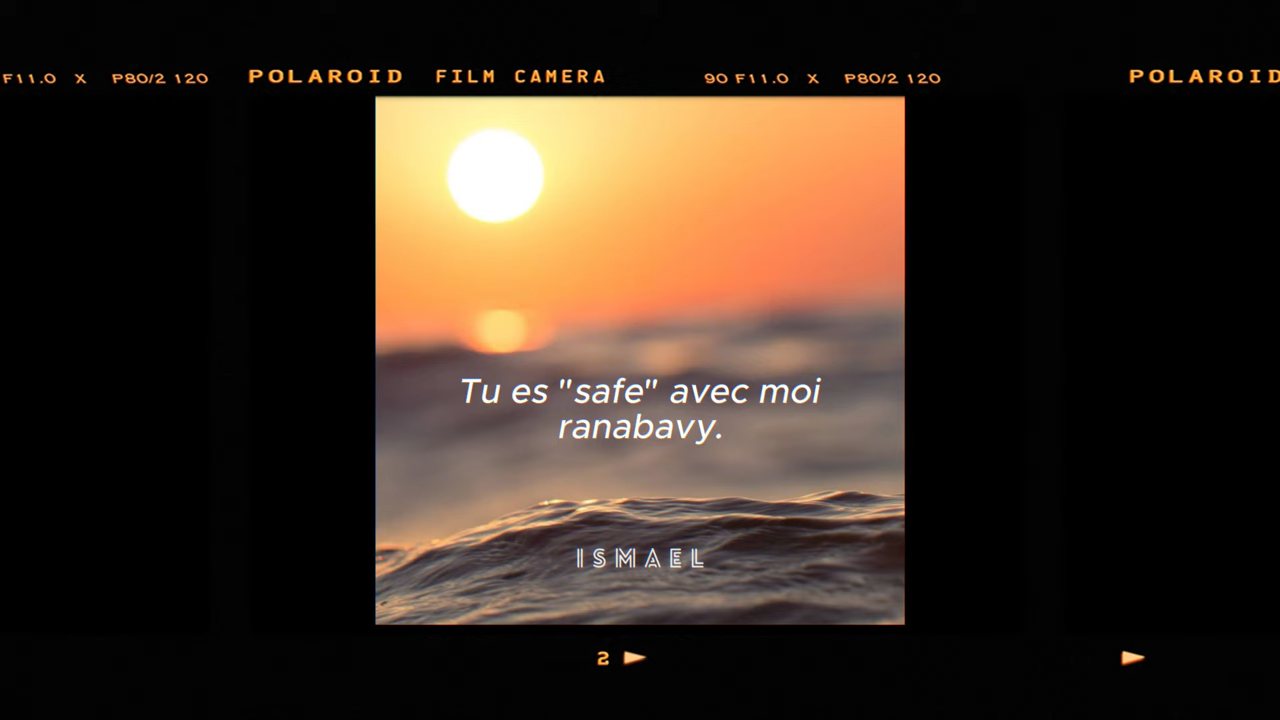 F11.0 X P80/2 120 POLAROID FILM CAMERA 90 F11.0 X P80/2 120 POLAROID
Tu es "safe" avec moi
ranabavy.
ISMAEL
2